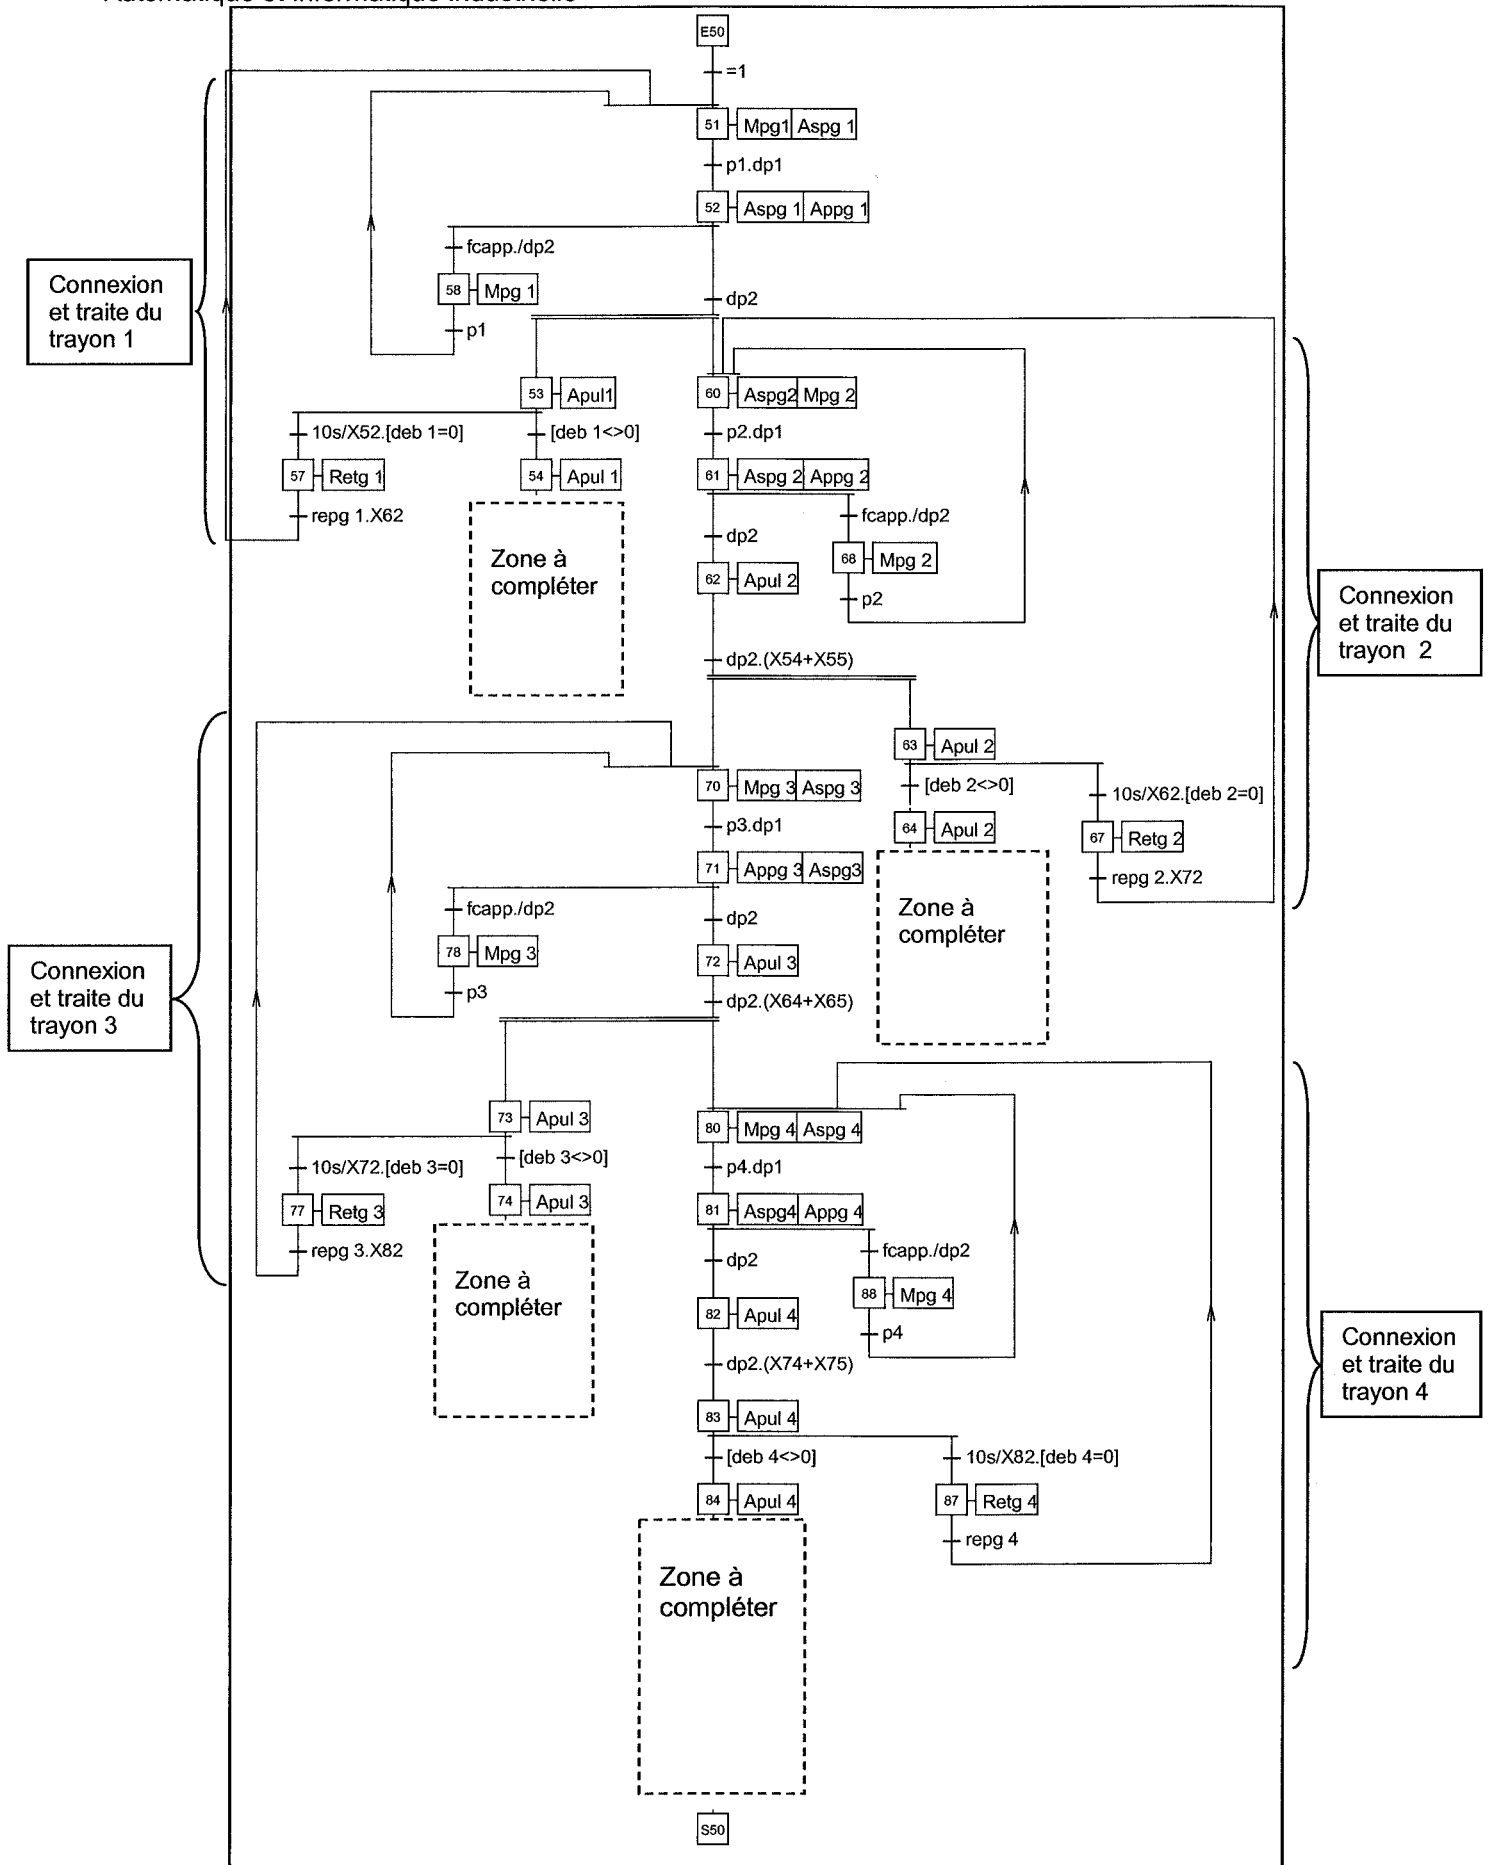 Automatique et Informatique Industrielle
E50
=1
51 Mpg1 Aspg 1
p1.dp1
52 Aspg 1 Appg 1
fcapp./dp2
58 Mpg 1
dp2
p1
Connexion
et traite du
trayon 1
53 Apul1
60 Aspg2 Mpg 2
10s/X52.[deb 1=0]
[deb 1<>0]
p2.dp1
57 Retg 1
54 Apul 1
61 Aspg 2 Appg 2
repg 1.X62
fcapp./dp2
dp2
Zone à
compléter
68 Mpg 2
62 Apul 2
p2
Connexion
et traite du
trayon 2
dp2.(X54+X55)
63 Apul 2
70 Mpg 3 Aspg 3
[deb 2<>0]
10s/X62.[deb 2=0]
p3.dp1
64 Apul 2
67 Retg 2
71 Appg 3 Aspg3
repg 2.X72
fcapp./dp2
dp2
Zone à
compléter
78 Mpg 3
72 Apul 3
p3
dp2.(X64+X65)
Connexion
et traite du
trayon 3
73 Apul 3
80 Mpg 4 Aspg 4
10s/X72.[deb 3=0]
[deb 3<>0]
p4.dp1
77 Retg 3
74 Apul 3
81 Aspg4 Appg 4
repg 3.X82
dp2
fcapp./dp2
Zone à
compléter
88 Mpg 4
82 Apul 4
p4
dp2.(X74+X75)
Connexion
et traite du
trayon 4
83 Apul 4
[deb 4<>0]
10s/X82.[deb 4=0]
84 Apul 4
87 Retg 4
repg 4
Zone à
compléter
S50